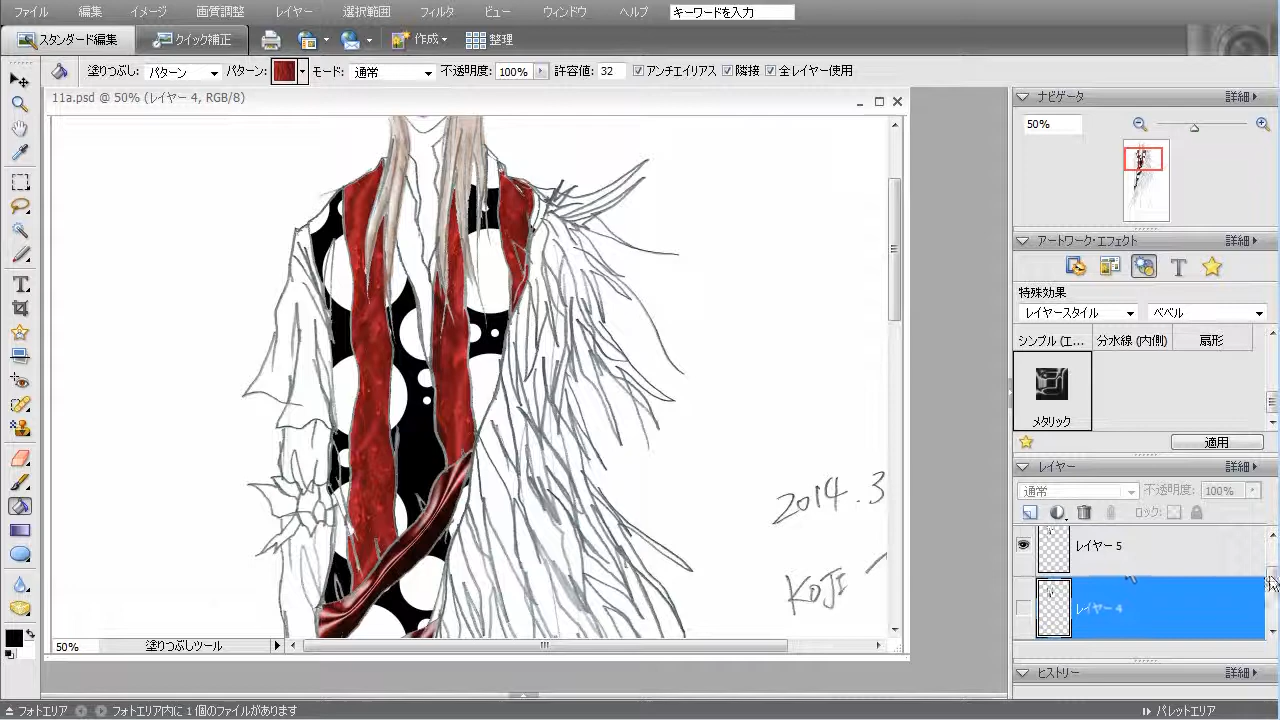 ファイル 編集 イメージ 画質調整 レイヤー 選択範囲 フィルタ ビュー ウィンドウ ヘルプ キーワードを入力
スタンダード編集 クイック補正 作成 整理
塗りつぶし: パターン パターン: モード: 通常 不透明度: 100% 許容値: 32 アンチエイリアス 隣接 全レイヤー使用
11a.psd @ 50% (レイヤー 4, RGB/8)
2014.3
KOJI
50% 塗りつぶしツール
ナビゲータ 詳細
50%
アートワーク・エフェクト 詳細
特殊効果
レイヤースタイル ベベル
シンプル (エ... 分水線 (内側) 扇形
メタリック
適用
レイヤー 詳細
通常 不透明度: 100%
ロック:
レイヤー 5
レイヤー 4
ヒストリー 詳細
フォトエリア フォトエリア内に 1 個のファイルがあります パレットエリア